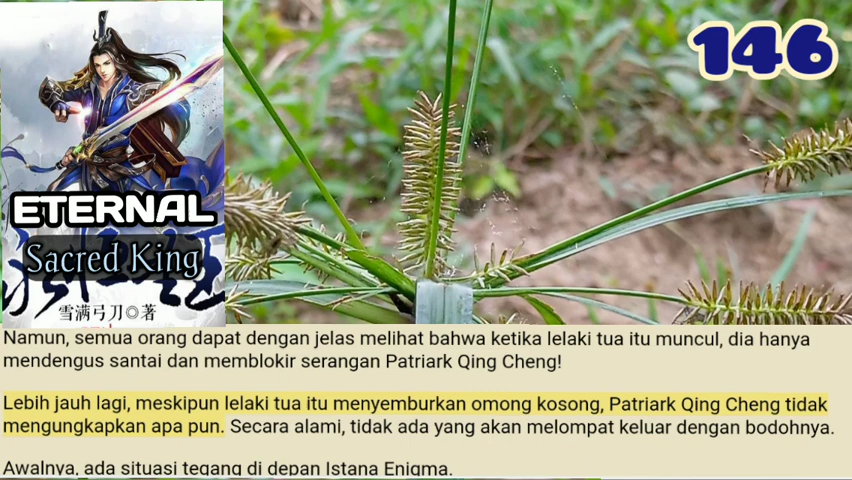 146
ETERNAL
Sacred King
雪满弓刀◎著
Namun, semua orang dapat dengan jelas melihat bahwa ketika lelaki tua itu muncul, dia hanya
mendengus santai dan memblokir serangan Patriark Qing Cheng!
Lebih jauh lagi, meskipun lelaki tua itu menyemburkan omong kosong, Patriark Qing Cheng tidak
mengungkapkan apa pun. Secara alami, tidak ada yang akan melompat keluar dengan bodohnya.
Awalnya, ada situasi tegang di depan Istana Enigma.